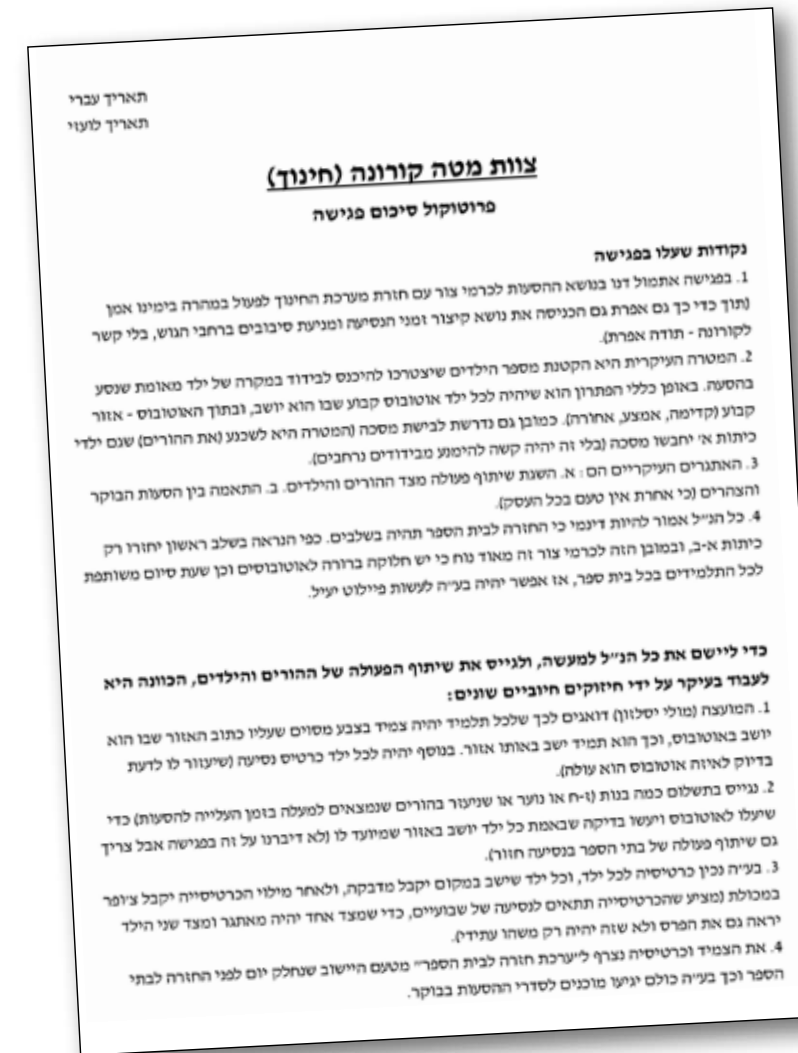 תאריך עברי
תאריך לועזי
צוות מטה קורונה (חינוך)
פרוטוקול סיכום פגישה
נקודות שעלו בפגישה
1. בפגישה אתמול דנו בנושא ההסעות לכרמי צור עם חזרת מערכת החינוך לפעול במהרה בימינו אמן
(תוך כדי כך גם אפרת גם הכניסה את נושא קיצור זמני הנסיעה ומניעת סיבובים ברחבי הגוש, בלי קשר
לקורונה - תודה אפרת).
2. המטרה העיקרית היא הקטנת מספר הילדים שיצטרכו להיכנס לבידוד במקרה של ילד מאומת שנסע
בהסעה. באופן כללי הפתרון הוא שיהיה לכל ילד אוטובוס קבוע שבו הוא יושב, ובתוך האוטובוס - אזור
קבוע (קדימה, אמצע, אחורה). כמובן גם נדרשת לבישת מסכה (המטרה היא לשכנע (את ההורים) שגם ילדי
כיתות א׳ יחבשו מסכה (בלי זה יהיה קשה להימנע מבידודים נרחבים).
3. האתגרים העיקריים הם: א. השגת שיתוף פעולה מצד ההורים והילדים. ב. התאמה בין הסעות הבוקר
והצהרים (כי אחרת אין טעם בכל העסק).
4. כל הנ״ל אמור להיות דינמי כי החזרה לבית הספר תהיה בשלבים. כפי הנראה בשלב ראשון יחזרו רק
כיתות א-ב, ובמובן הזה לכרמי צור זה מאוד נוח כי יש חלוקה ברורה לאוטובוסים וכן שעת סיום משותפת
לכל התלמידים בכל בית ספר, אז אפשר יהיה בע״ה לעשות פיילוט יעיל.
כדי ליישם את כל הנ״ל למעשה, ולגייס את שיתוף הפעולה של ההורים והילדים, הכוונה היא
לעבוד בעיקר על ידי חיזוקים חיוביים שונים:
1. המועצה (מולי יסלזון) דואגים לכך שלכל תלמיד יהיה צמיד בצבע מסוים שעליו כתוב האזור שבו הוא
יושב באוטובוס, וכך הוא תמיד ישב באותו אזור. בנוסף יהיה לכל ילד כרטיס נסיעה (שיעזור לו לדעת
בדיוק לאיזה אוטובוס הוא עולה).
2. נגייס בתשלום כמה בנות (ז-ח או נוער או שניעזר בהורים שנמצאים למעלה בזמן העלייה להסעות) כדי
שיעלו לאוטובוס ויעשו בדיקה שבאמת כל ילד יושב באזור שמיועד לו (לא דיברנו על זה בפגישה אבל צריך
גם שיתוף פעולה של בתי הספר בנסיעה חזור).
3. בע״ה נכין כרטיסיה לכל ילד, וכל ילד שישב במקום יקבל מדבקה, ולאחר מילוי הכרטיסייה יקבל צ׳ופר
במכולת (מציע שהכרטיסייה תתאים לנסיעה של שבועיים, כדי שמצד אחד יהיה מאתגר ומצד שני הילד
יראה גם את הפרס ולא שזה יהיה רק משהו עתידי).
4. את הצמיד וכרטיסיה נצרף ל״ערכת חזרה לבית הספר״ מטעם היישוב שנחלק יום לפני החזרה לבתי
הספר וכך בע״ה כולם יגיעו מוכנים לסדרי ההסעות בבוקר.